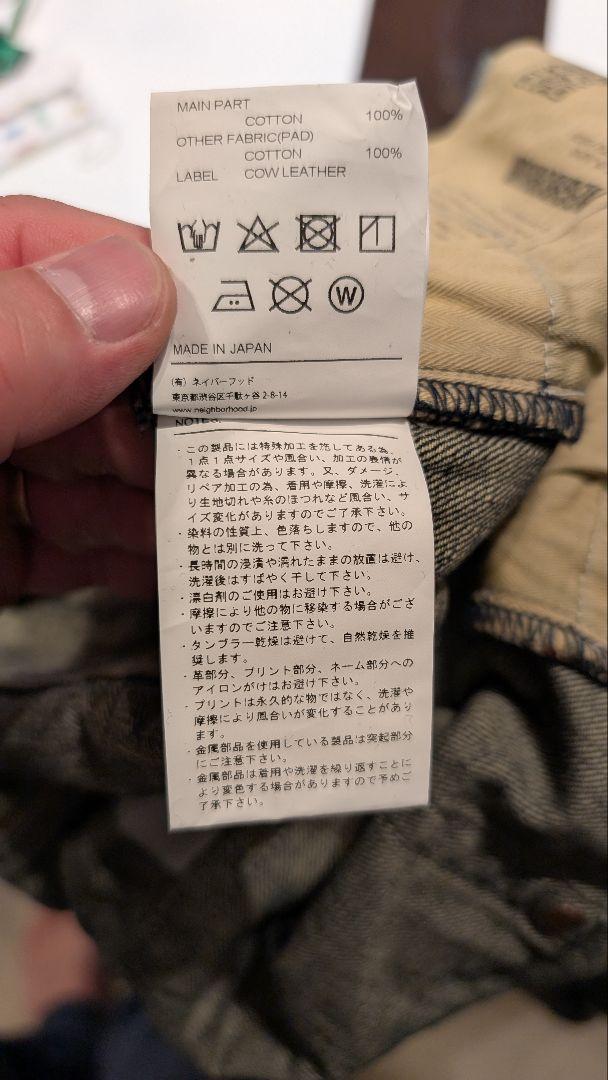 MAIN PART
COTTON 100%
OTHER FABRIC(PAD)
COTTON 100%
LABEL COW LEATHER
W
MADE IN JAPAN
(有) ネイバーフッド
東京都渋谷区千駄ヶ谷 2-8-14
www.neighborhood.jp
NOTES
・この製品には特殊加工を施してある為、
1点1点サイズや風合い、加工の表情が
異なる場合があります。又、ダメージ、
リペア加工の為、着用や摩擦、洗濯によ
り生地切れや糸のほつれなど風合い、サ
イズ変化がありますのでご了承下さい。
・染料の性質上、色落ちしますので、他の
物とは別に洗って下さい。
・長時間の浸漬や濡れたままの放置は避け、
洗濯後はすばやく干して下さい。
・漂白剤のご使用はお避け下さい。
・摩擦により他の物に移染する場合がござ
いますのでご注意下さい。
・タンブラー乾燥は避けて、自然乾燥を推
奨します。
・革部分、プリント部分、ネーム部分への
アイロンがけはお避け下さい。
・プリントは永久的な物ではなく、洗濯や
摩擦により風合いが変化することがあり
ます。
・金属部品を使用している製品は突起部分
にご注意下さい。
・金属部品は着用や洗濯を繰り返すことに
より変色する場合がありますので予めご
了承下さい。